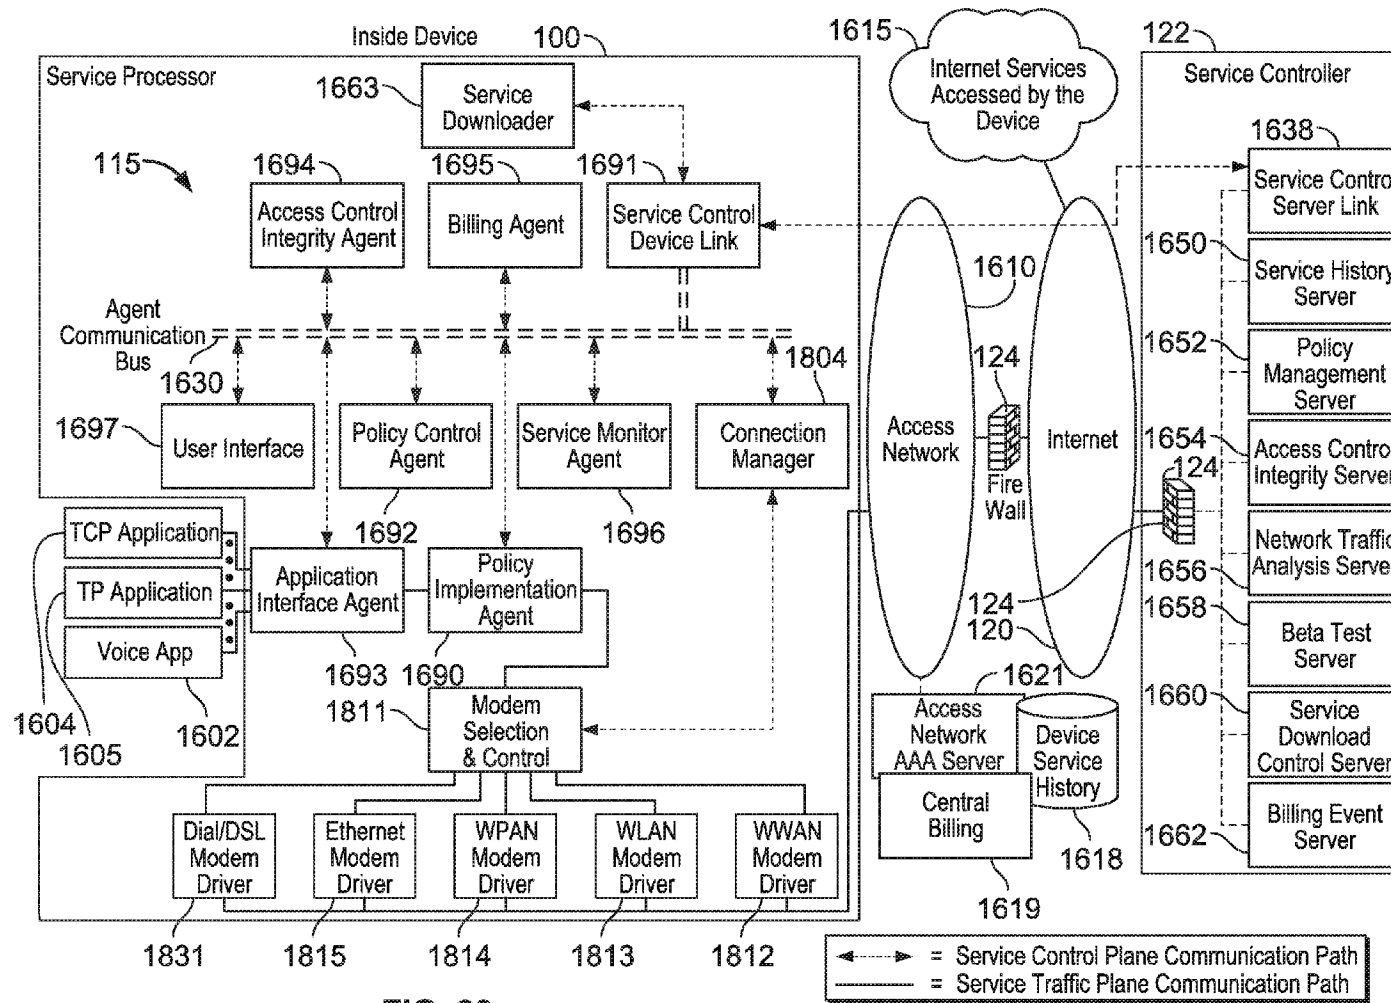 Inside Device
100
1615
122
Service Processor
1663
Service
Downloader
Internet Services
Accessed by the
Device
Service Controller
115
1694
1695
1691
1638
Access Control
Integrity Agent
Billing Agent
Service Control
Device Link
Service Control
Server Link
1650
Service History
Server
1610
Agent
Communication
Bus
1630
1804
124
1652
Policy
Management
Server
1697
User Interface
Policy Control
Agent
Service Monitor
Agent
Connection
Manager
Access
Network
Internet
Fire
Wall
1654
Access Control
Integrity Server
124
1692
1696
TCP Application
TP Application
Voice App
Application
Interface Agent
Policy
Implementation
Agent
124
120
1656
Network Traffic
Analysis Server
1658
Beta Test
Server
1693
1690
1604
1605
1602
1811
Modem
Selection
& Control
1621
Access
Network
AAA Server
Device
Service
History
Central
Billing
1618
1619
1660
Service
Download
Control Server
1662
Billing Event
Server
Dial/DSL
Modem
Driver
Ethernet
Modem
Driver
WPAN
Modem
Driver
WLAN
Modem
Driver
WWAN
Modem
Driver
1831
1815
1814
1813
1812
= Service Control Plane Communication Path
= Service Traffic Plane Communication Path